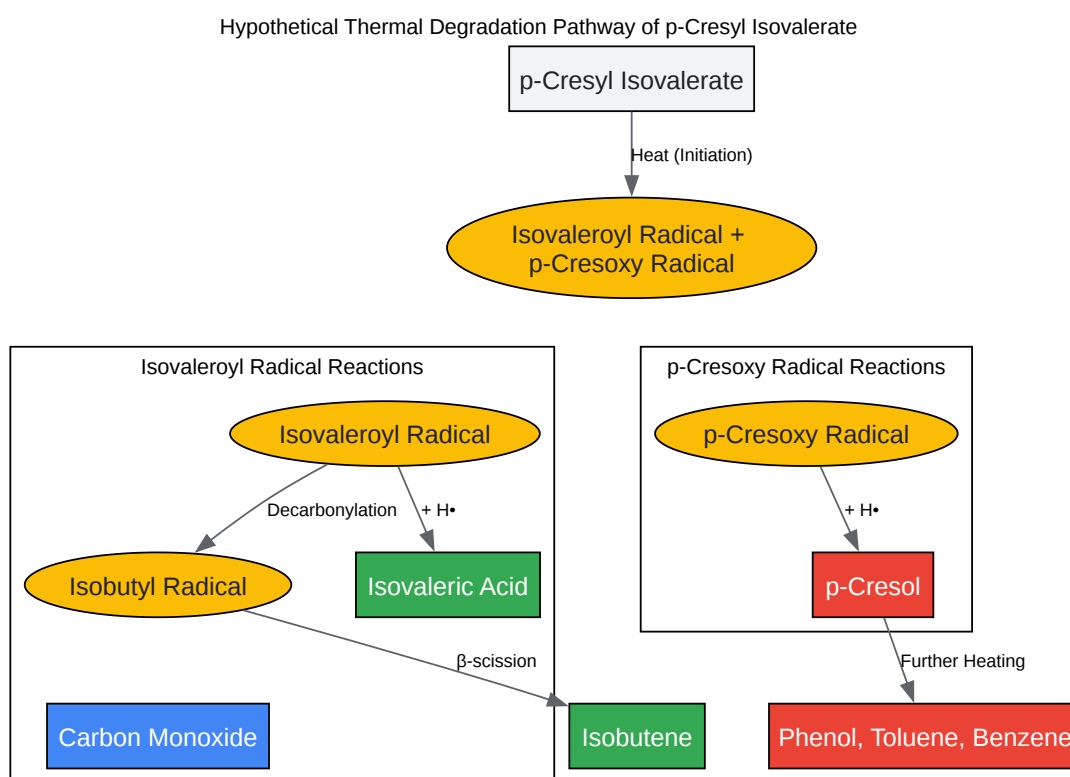 Hypothetical Thermal Degradation Pathway of p-Cresyl Isovalerate
p-Cresyl Isovalerate
Heat (Initiation)
Isovaleroyl Radical +
p-Cresoxy Radical
Isovaleroyl Radical Reactions
p-Cresoxy Radical Reactions
Isovaleroyl Radical
p-Cresoxy Radical
Decarbonylation
+ H•
+ H•
Isobutyl Radical
Isovaleric Acid
p-Cresol
β-scission
Further Heating
Carbon Monoxide
Isobutene
Phenol, Toluene, Benzene